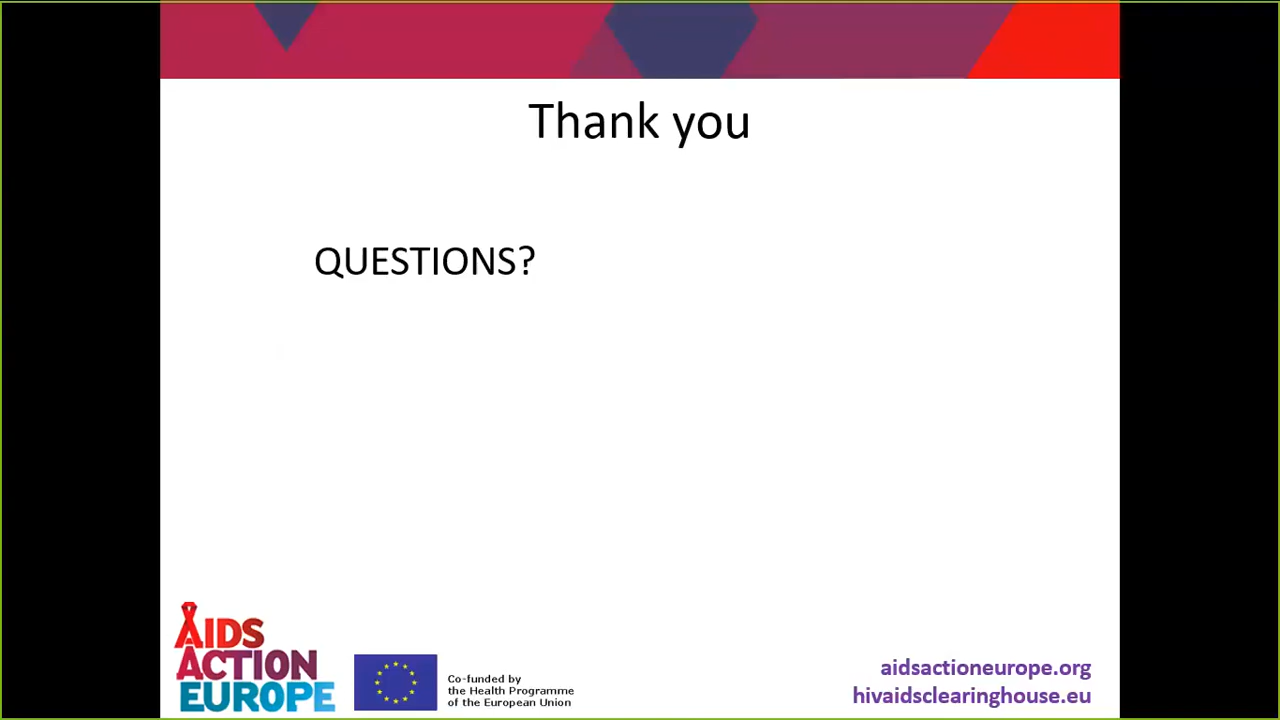 Thank you
QUESTIONS?
AIDS
ACTION
EUROPE
Co-funded by
the Health Programme
of the European Union
aidsactioneurope.org
hivaidsclearinghouse.eu